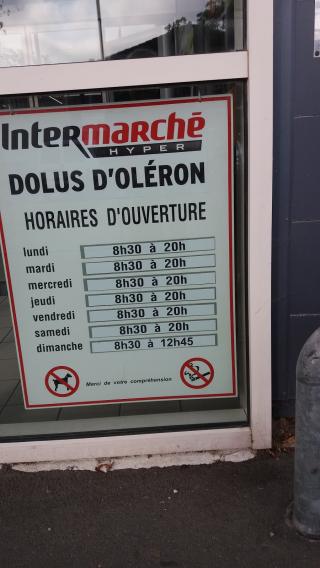 Intermarché
HYPER
DOLUS D'OLÉRON
HORAIRES D'OUVERTURE
lundi 8h30 à 20h
mardi 8h30 à 20h
mercredi 8h30 à 20h
jeudi 8h30 à 20h
vendredi 8h30 à 20h
samedi 8h30 à 20h
dimanche 8h30 à 12h45
Merci de votre compréhension